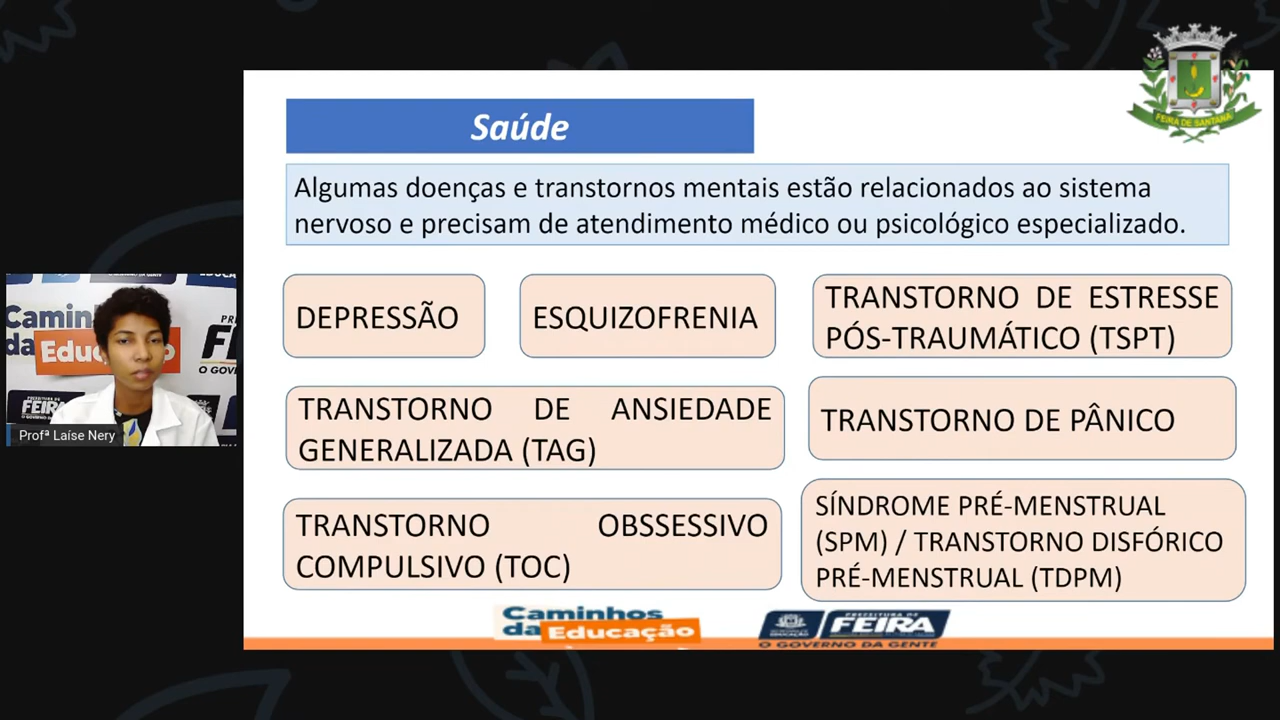 FEIRA DE SANTANA
Saúde
Algumas doenças e transtornos mentais estão relacionados ao sistema
nervoso e precisam de atendimento médico ou psicológico especializado.
DEPRESSÃO
ESQUIZOFRENIA
TRANSTORNO DE ESTRESSE
PÓS-TRAUMÁTICO (TSPT)
TRANSTORNO DE ANSIEDADE
GENERALIZADA (TAG)
TRANSTORNO DE PÂNICO
TRANSTORNO OBSSESSIVO
COMPULSIVO (TOC)
SÍNDROME PRÉ-MENSTRUAL
(SPM) / TRANSTORNO DISFÓRICO
PRÉ-MENSTRUAL (TDPM)
Caminhos
da Educação
PREFEITURA DE
FEIRA
O GOVERNO DA GENTE
Profª Laíse Nery